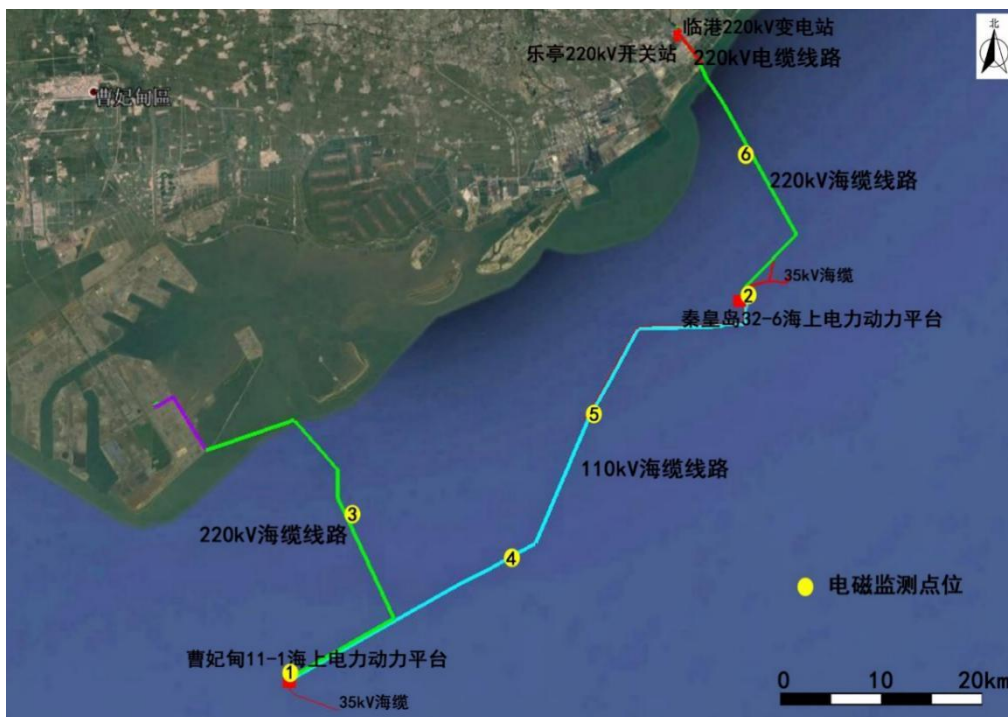 北
临港220kV变电站
乐亭220kV开关站
220kV电缆线路
曹妃甸區
6
220kV海缆线路
35kV海缆
2
秦皇岛32-6海上电力动力平台
5
110kV海缆线路
3
220kV海缆线路
4
电磁监测点位
曹妃甸11-1海上电力动力平台
1
35kV海缆
0 10 20km